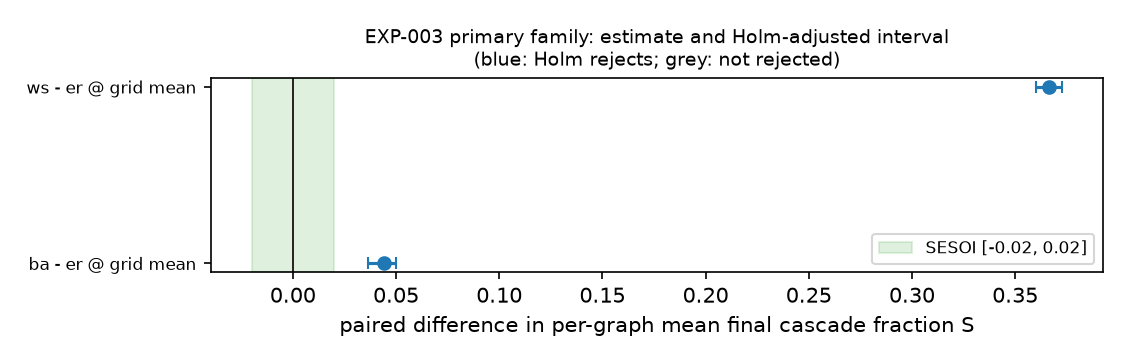 EXP-003 primary family: estimate and Holm-adjusted interval
(blue: Holm rejects; grey: not rejected)
ws - er @ grid mean
ba - er @ grid mean
SESOI [-0.02, 0.02]
0.00 0.05 0.10 0.15 0.20 0.25 0.30 0.35
paired difference in per-graph mean final cascade fraction S